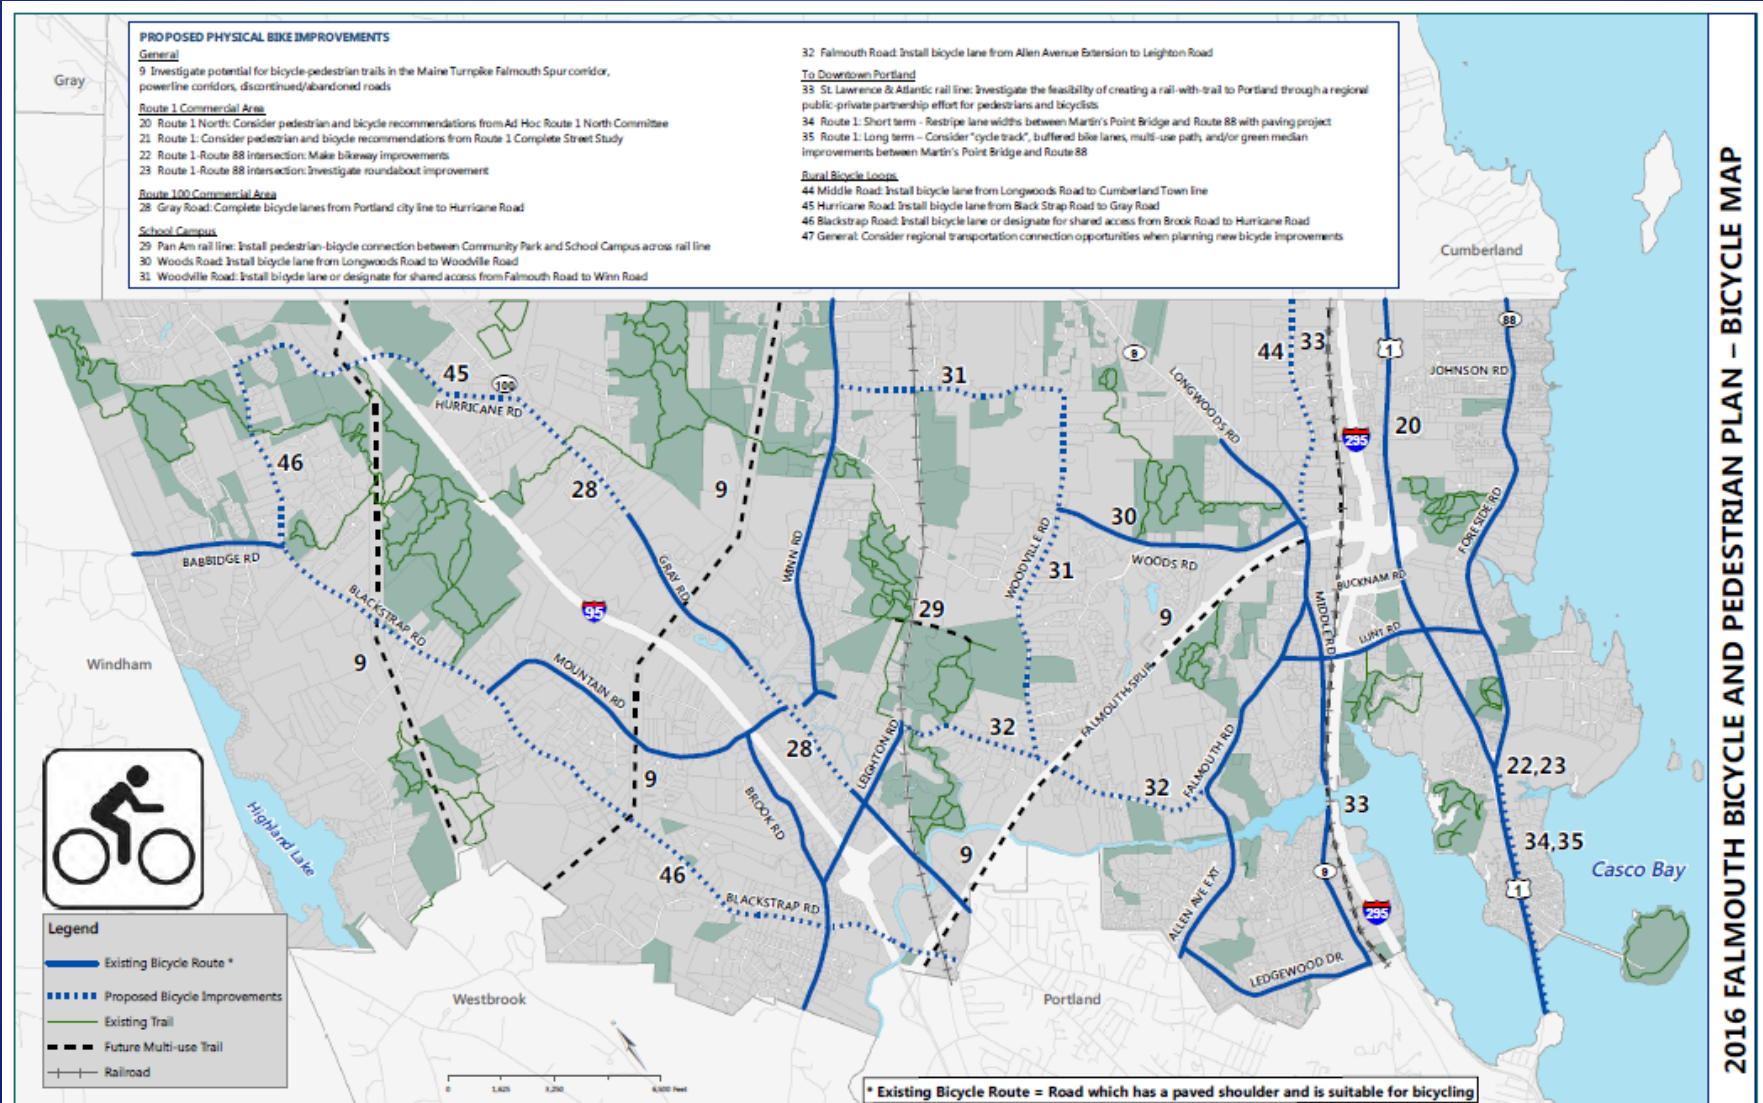 PROPOSED PHYSICAL BIKE IMPROVEMENTS
General
9 Investigate potential for bicycle-pedestrian trails in the Maine Turnpike Falmouth Spur corridor,
powerline corridors, discontinued/abandoned roads
Route 1 Commercial Area
20 Route 1 North: Consider pedestrian and bicycle recommendations from Ad Hoc Route 1 North Committee
21 Route 1: Consider pedestrian and bicycle recommendations from Route 1 Complete Street Study
22 Route 1-Route 88 intersection: Make bikeway improvements
23 Route 1-Route 88 intersection: Investigate roundabout improvement
Route 100 Commercial Area
28 Gray Road: Complete bicycle lanes from Portland city line to Hurricane Road
School Campus
29 Pan Am rail line: Install pedestrian-bicycle connection between Community Park and School Campus across rail line
30 Woods Road: Install bicycle lane from Longwoods Road to Woodville Road
31 Woodville Road: Install bicycle lane or designate for shared access from Falmouth Road to Winn Road
32 Falmouth Road: Install bicycle lane from Allen Avenue Extension to Leighton Road
To Downtown Portland
33 St. Lawrence & Atlantic rail line: Investigate the feasibility of creating a rail-with-trail to Portland through a regional
public-private partnership effort for pedestrians and bicyclists
34 Route 1: Short term - Restripe lane widths between Martin's Point Bridge and Route 88 with paving project
35 Route 1: Long term – Consider "cycle track", buffered bike lanes, multi-use path, and/or green median
improvements between Martin's Point Bridge and Route 88
Rural Bicycle Loops
44 Middle Road: Install bicycle lane from Longwoods Road to Cumberland Town line
45 Hurricane Road: Install bicycle lane from Black Strap Road to Gray Road
46 Blackstrap Road: Install bicycle lane or designate for shared access from Brook Road to Hurricane Road
47 General: Consider regional transportation connection opportunities when planning new bicycle improvements
2016 FALMOUTH BICYCLE AND PEDESTRIAN PLAN – BICYCLE MAP
Gray
Cumberland
88
33
44
1
9
JOHNSON RD
45
100
31
LONGWOODS RD
HURRICANE RD
20
295
46
28
9
30
FORESIDE RD
WINN RD
WOODVILLE RD
BABBIDGE RD
WOODS RD
31
BUCKNAM RD
GRAY RD
BLACKSTRAP RD
95
29
9
MIDDLE RD
LUNT RD
Windham
9
MOUNTAIN RD
FALMOUTH SPUR
28
32
LEIGHTON RD
FALMOUTH RD
22,23
9
32
33
BROOK RD
Highland Lake
9
34,35
46
9
1
Casco Bay
BLACKSTRAP RD
ALLEN AVE EXT
295
LEDGEWOOD DR
Westbrook
Portland
Legend
Existing Bicycle Route *
Proposed Bicycle Improvements
Existing Trail
Future Multi-use Trail
Railroad
0 1,625 3,250 6,500 Feet
* Existing Bicycle Route = Road which has a paved shoulder and is suitable for bicycling